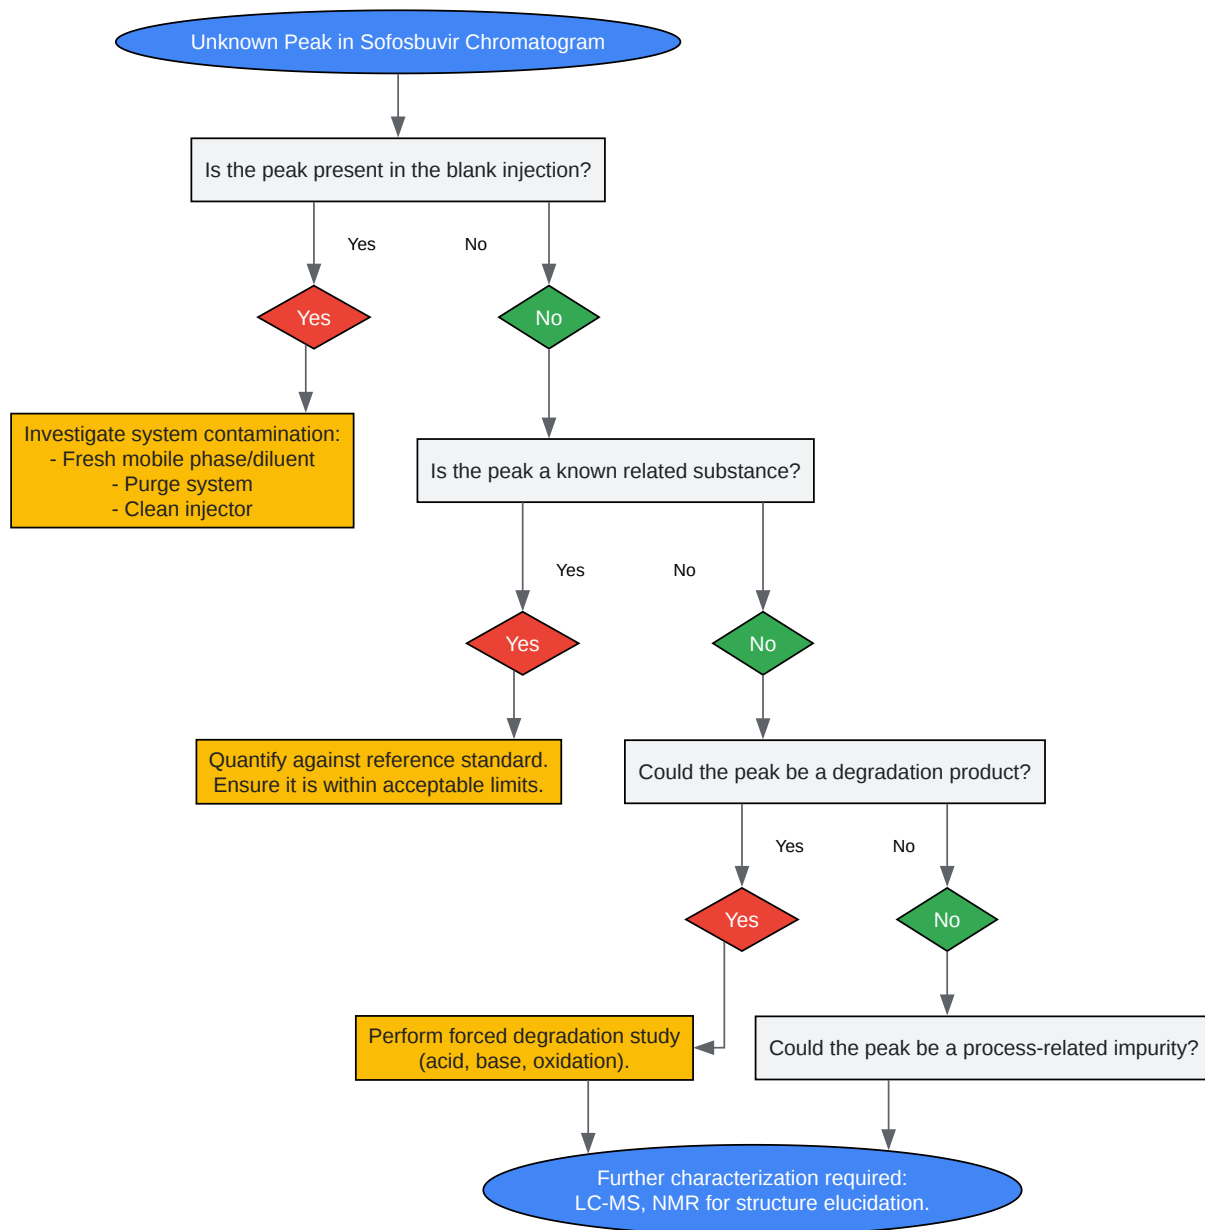 Unknown Peak in Sofosbuvir Chromatogram
Is the peak present in the blank injection?
Yes
No
Yes
No
Investigate system contamination:
- Fresh mobile phase/diluent
- Purge system
- Clean injector
Is the peak a known related substance?
Yes
No
Yes
No
Quantify against reference standard.
Ensure it is within acceptable limits.
Could the peak be a degradation product?
Yes
No
Yes
No
Perform forced degradation study
(acid, base, oxidation).
Could the peak be a process-related impurity?
Further characterization required:
LC-MS, NMR for structure elucidation.